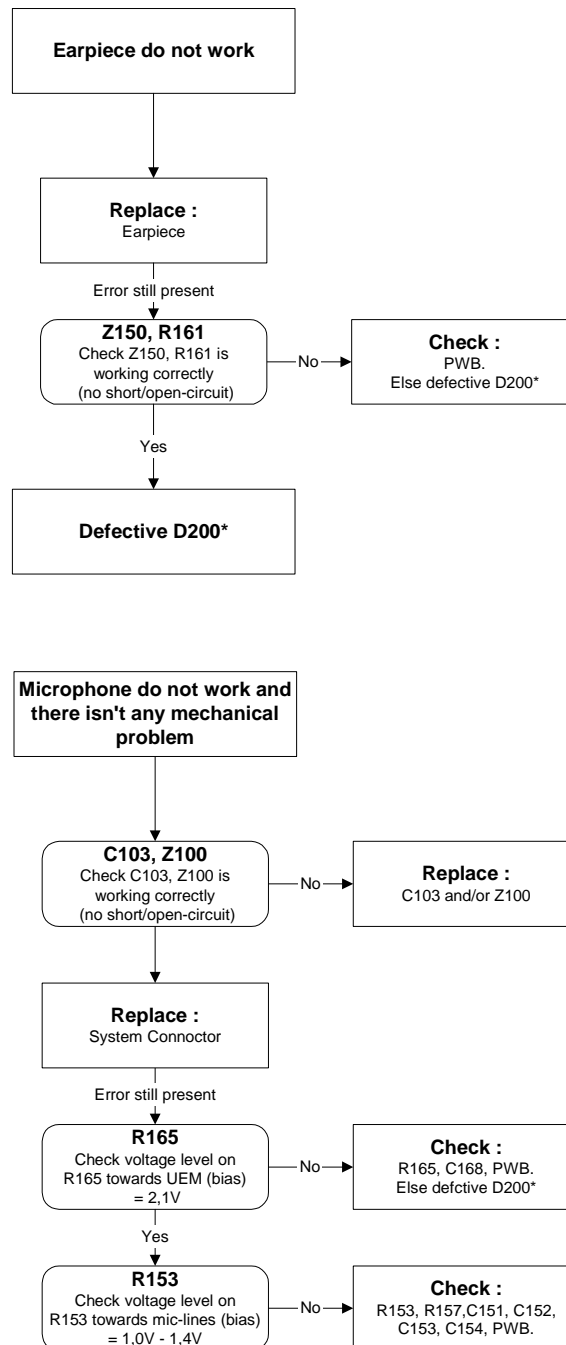 Earpiece do not work
Replace :
Earpiece
Error still present
Z150, R161
Check Z150, R161 is
working correctly
(no short/open-circuit)
No
Check :
PWB.
Else defective D200*
Yes
Defective D200*
Microphone do not work and
there isn't any mechanical
problem
C103, Z100
Check C103, Z100 is
working correctly
(no short/open-circuit)
No
Replace :
C103 and/or Z100
Replace :
System Connoctor
Error still present
R165
Check voltage level on
R165 towards UEM (bias)
= 2,1V
No
Check :
R165, C168, PWB.
Else defctive D200*
Yes
R153
Check voltage level on
R153 towards mic-lines (bias)
= 1,0V - 1,4V
No
Check :
R153, R157,C151, C152,
C153, C154, PWB.